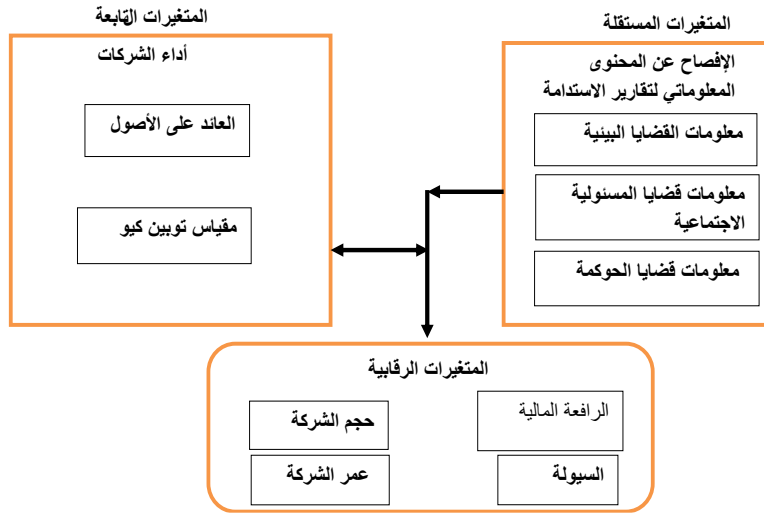 المتغيرات المستقلة
الإفصاح عن المحتوى
المعلوماتي لتقارير الاستدامة
معلومات القضايا البيئية
معلومات قضايا المسئولية
الاجتماعية
معلومات قضايا الحوكمة
المتغيرات التابعة
أداء الشركات
العائد على الأصول
مقياس توبين كيو
المتغيرات الرقابية
الرافعة المالية
حجم الشركة
السيولة
عمر الشركة